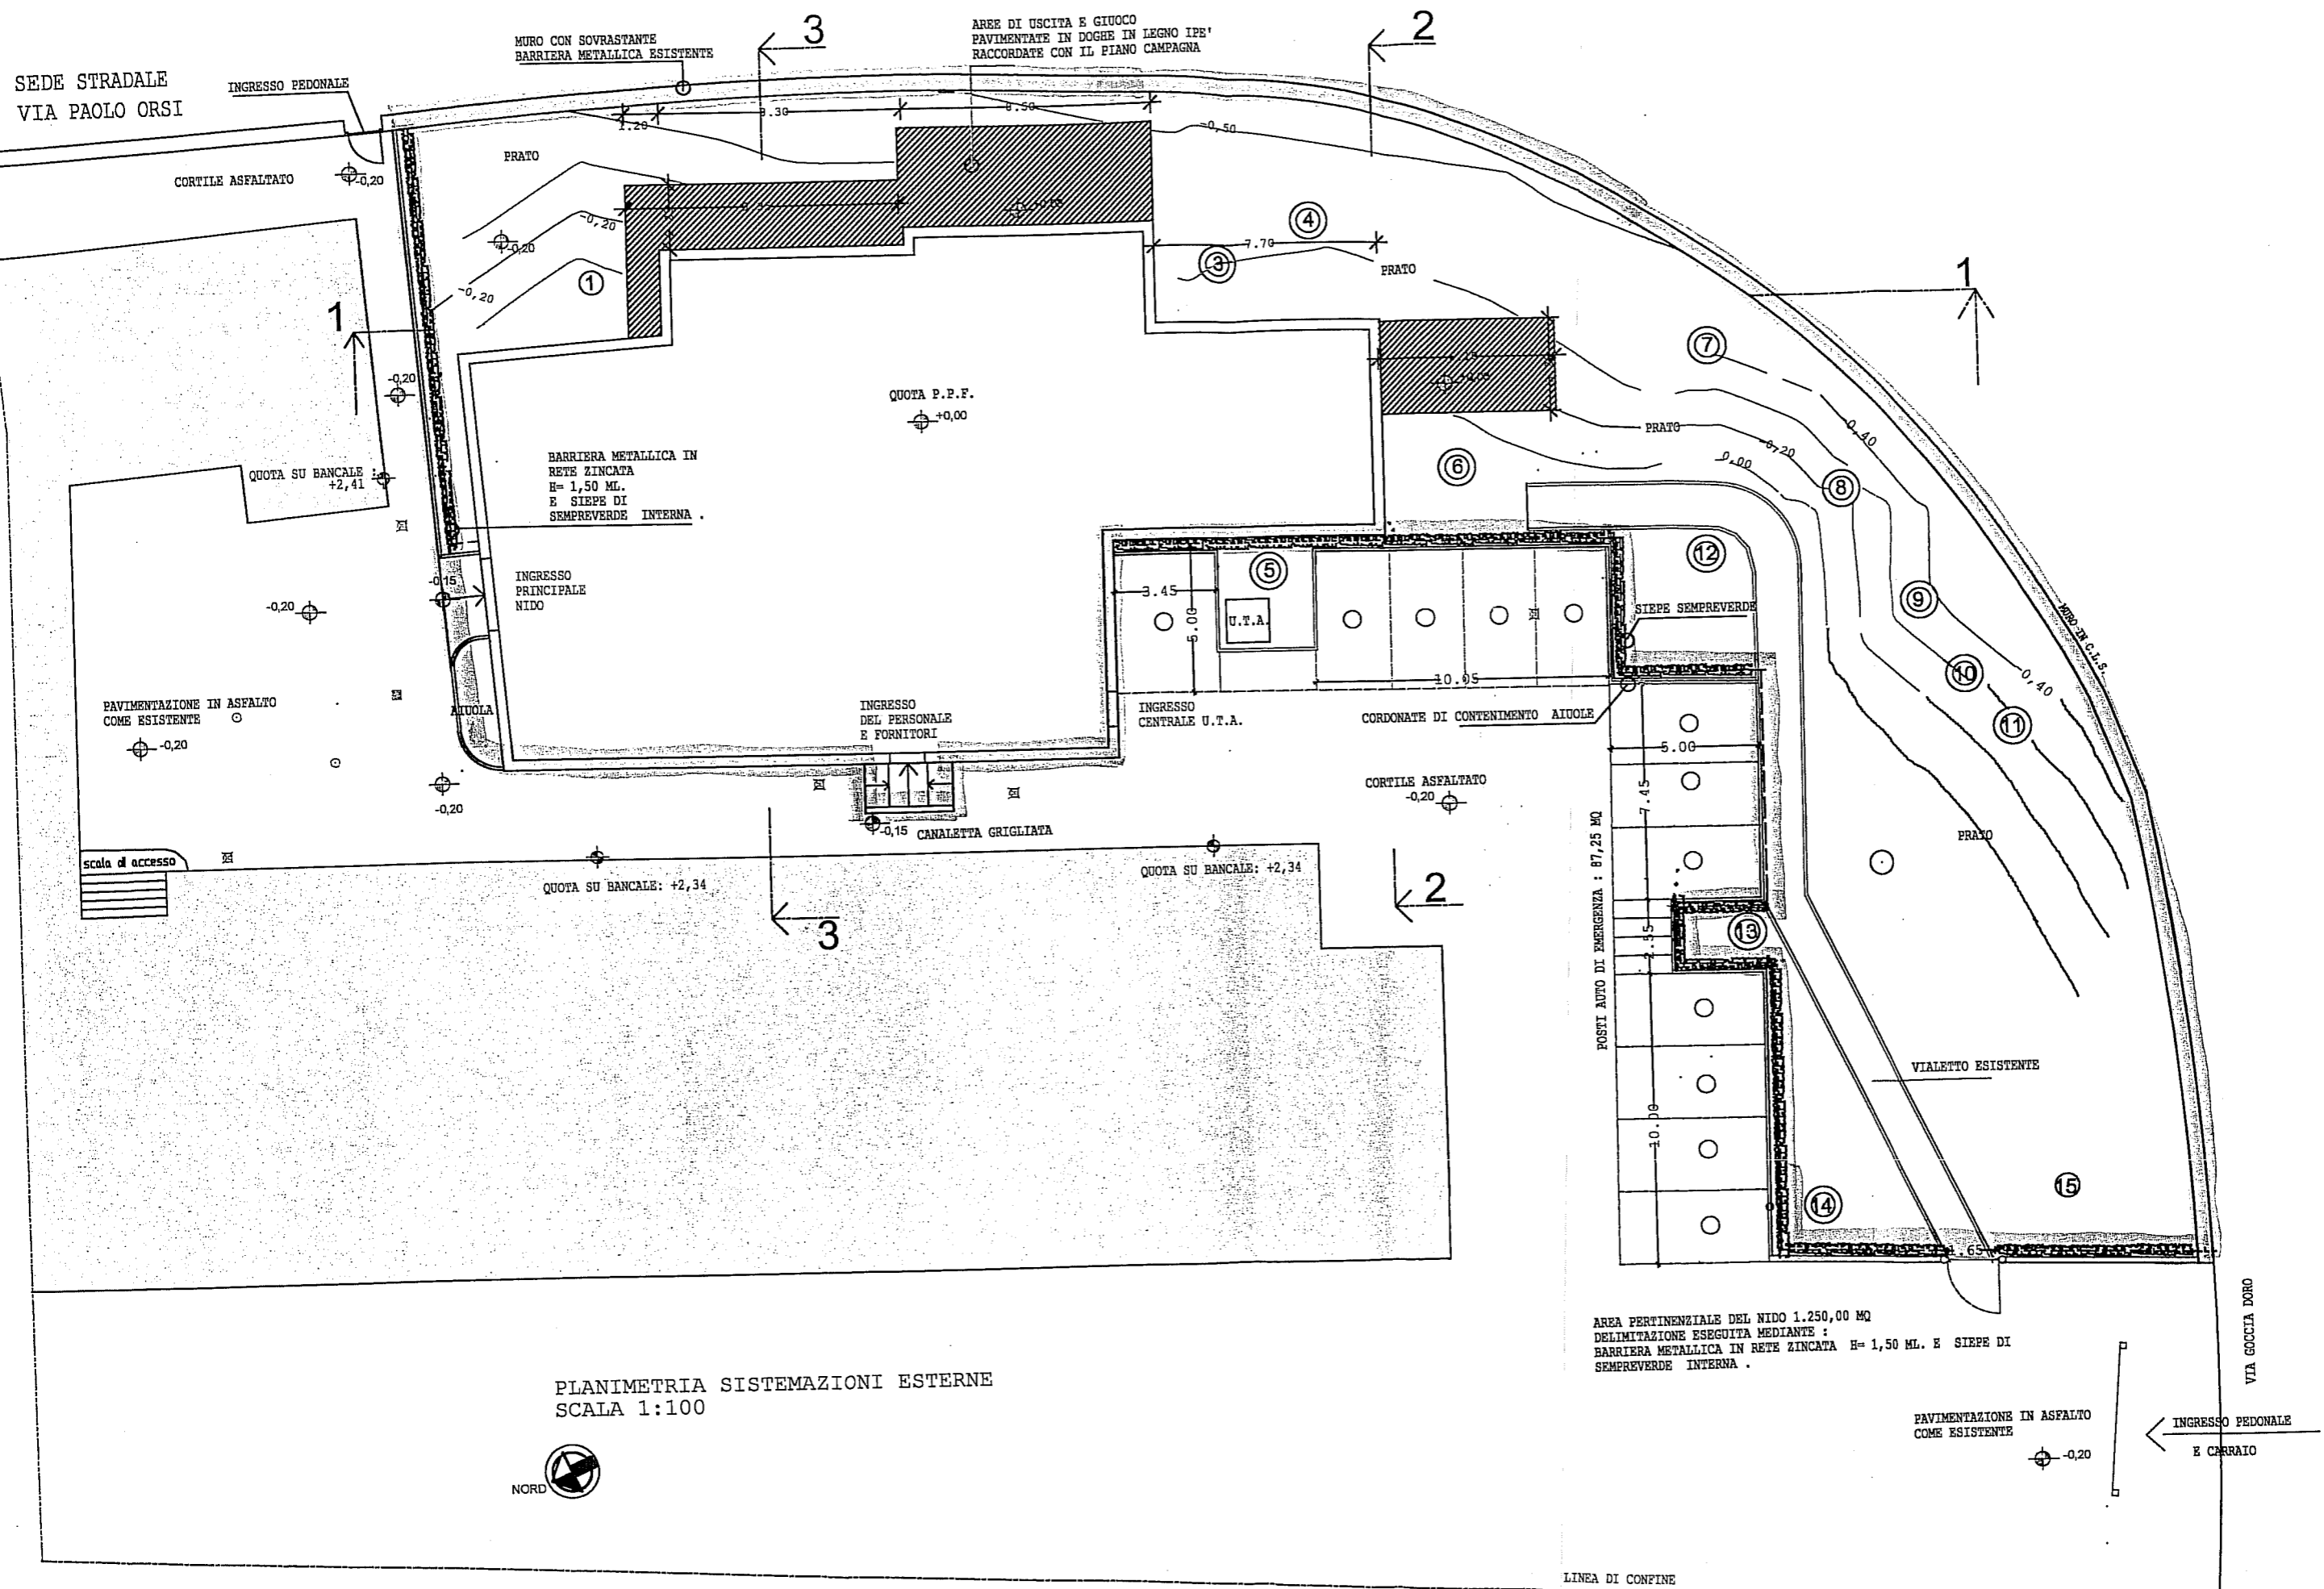 SEDE STRADALE
VIA PAOLO ORSI
INGRESSO PEDONALE
MURO CON SOVRASTANTE
BARRIERA METALLICA ESISTENTE
3
AREE DI USCITA E GIUOCO
PAVIMENTATE IN DOGHE IN LEGNO IPE'
RACCORDATE CON IL PIANO CAMPAGNA
2
1.20
8.50
-0,50
PRATO
CORTILE ASFALTATO
-0,20
-0,20
-0,20
-0,20
1
4
3
7.70
PRATO
1
1
7
QUOTA P.P.F.
+0,00
-0,20
PRATO
-0,20
0,00
0,40
6
8
BARRIERA METALLICA IN
RETE ZINCATA
H= 1,50 ML.
E SIEPE DI
SEMPREVERDE INTERNA .
QUOTA SU BANCALE :
+2,41
INGRESSO
PRINCIPALE
NIDO
-0,15
-0,20
5
U.T.A.
3.45
5.00
10.05
12
SIEPE SEMPREVERDE
9
10
11
0,40
MURO IN C.L.S.
PAVIMENTAZIONE IN ASFALTO
COME ESISTENTE
-0,20
AIUOLA
-0,20
INGRESSO
DEL PERSONALE
E FORNITORI
INGRESSO
CENTRALE U.T.A.
CORDONATE DI CONTENIMENTO AIUOLE
5.00
7.45
CORTILE ASFALTATO
-0,20
-0,15
CANALETTA GRIGLIATA
PRATO
scala di accesso
QUOTA SU BANCALE: +2,34
QUOTA SU BANCALE: +2,34
2
3
POSTI AUTO DI EMERGENZA : 87,25 MQ
13
2.55
10.00
VIALETTO ESISTENTE
14
15
1.65
AREA PERTINENZIALE DEL NIDO 1.250,00 MQ
DELIMITAZIONE ESEGUITA MEDIANTE :
BARRIERA METALLICA IN RETE ZINCATA H= 1,50 ML. E SIEPE DI
SEMPREVERDE INTERNA .
VIA GOCCIA DORO
PLANIMETRIA SISTEMAZIONI ESTERNE
SCALA 1:100
NORD
PAVIMENTAZIONE IN ASFALTO
COME ESISTENTE
-0,20
INGRESSO PEDONALE
E CARRAIO
LINEA DI CONFINE